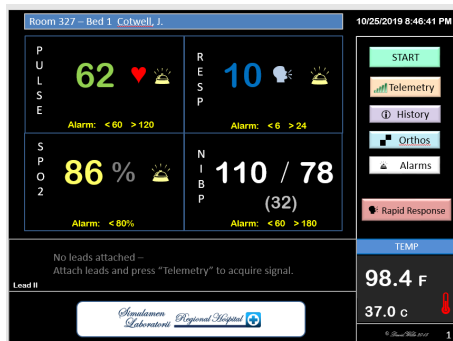 Room 327 – Bed 1 Cotwell, J.
10/25/2019 8:46:41 PM
PULSE
62
Alarm: < 60 > 120
RESP
10
Alarm: < 6 > 24
SPO2
86 %
Alarm: < 80%
NIBP
110 / 78
(32)
Alarm: < 60 > 180
START
Telemetry
History
Orthos
Alarms
Rapid Response
No leads attached –
Attach leads and press "Telemetry" to acquire signal.
Lead II
Simulamen
Laboratorii
Regional Hospital
TEMP
98.4 F
37.0 C
1